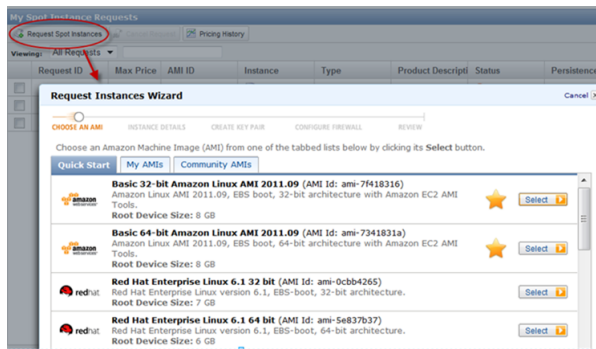 My Spot Instance Requests
Request Spot Instances
Pricing History
Viewing: All Requests
Request ID Max Price AMI ID Instance Type Product Descripti Status Persistence
Request Instances Wizard
Cancel
CHOOSE AN AMI INSTANCE DETAILS CREATE KEY PAIR CONFIGURE FIREWALL REVIEW
Choose an Amazon Machine Image (AMI) from one of the tabbed lists below by clicking its Select button.
Quick Start My AMIs Community AMIs
Basic 32-bit Amazon Linux AMI 2011.09 (AMI Id: ami-7f418316)
Amazon Linux AMI 2011.09, EBS boot, 32-bit architecture with Amazon EC2 AMI
Tools.
Root Device Size: 8 GB
amazon
webservices
Select
Basic 64-bit Amazon Linux AMI 2011.09 (AMI Id: ami-7341831a)
Amazon Linux AMI 2011.09, EBS boot, 64-bit architecture with Amazon EC2 AMI
Tools.
Root Device Size: 8 GB
amazon
webservices
Select
Red Hat Enterprise Linux 6.1 32 bit (AMI Id: ami-0cbb4265)
Red Hat Enterprise Linux version 6.1, EBS-boot, 32-bit architecture.
Root Device Size: 7 GB
redhat
Select
Red Hat Enterprise Linux 6.1 64 bit (AMI Id: ami-5e837b37)
Red Hat Enterprise Linux version 6.1, EBS-boot, 64-bit architecture.
Root Device Size: 6 GB
redhat
Select